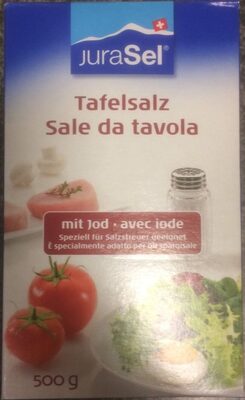 JuraSel®
Tafelsalz
Sale da tavola
mit Jod · avec iode
Speziell für Salzstreuer geeignet
È specialmente adatto per gli spargisale
500 g